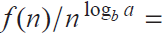 f(n)/n^{log_b a} =